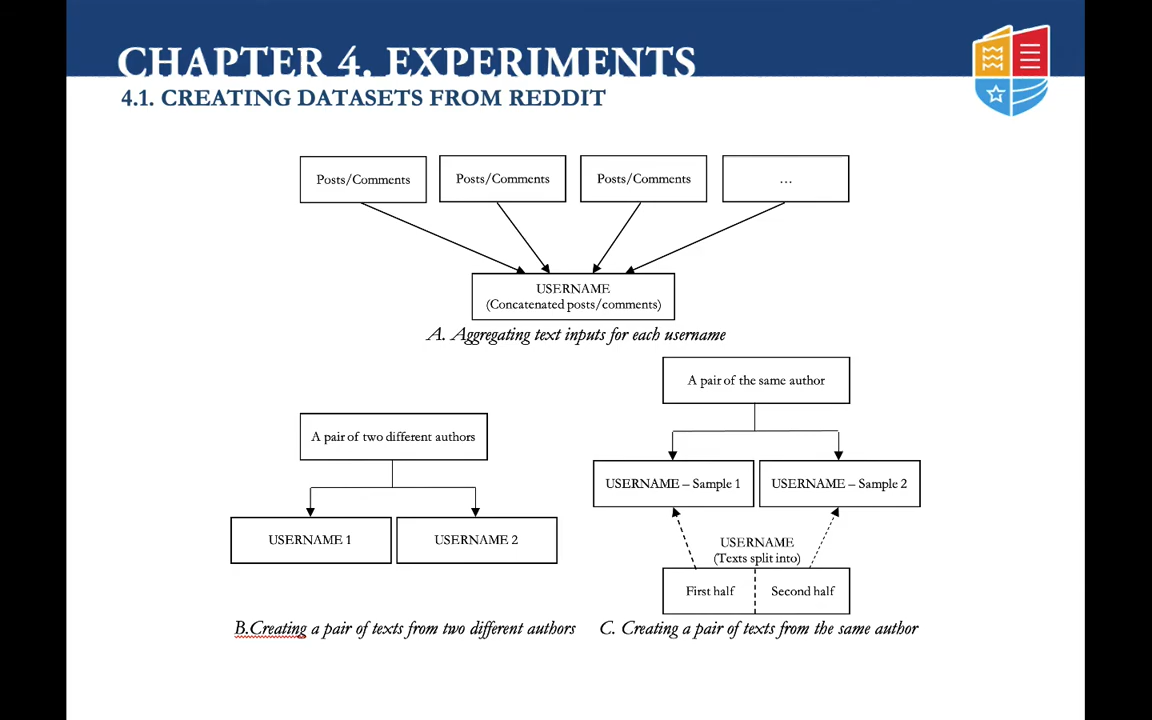 CHAPTER 4. EXPERIMENTS
4.1. CREATING DATASETS FROM REDDIT
Posts/Comments
Posts/Comments
Posts/Comments
...
USERNAME
(Concatenated posts/comments)
A. Aggregating text inputs for each username
A pair of two different authors
USERNAME 1
USERNAME 2
B.Creating a pair of texts from two different authors
A pair of the same author
USERNAME – Sample 1
USERNAME – Sample 2
USERNAME
(Texts split into)
First half
Second half
C. Creating a pair of texts from the same author